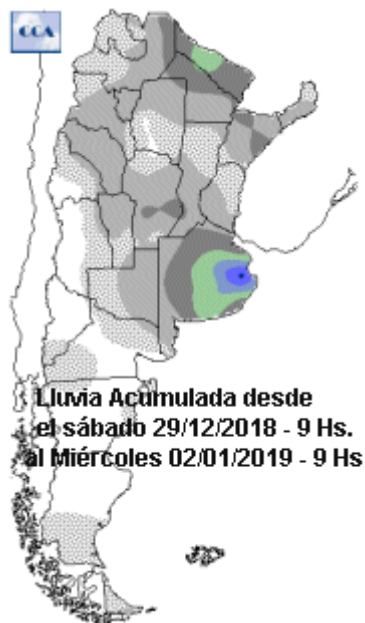 CCA
Lluvia Acumulada desde
el sábado 29/12/2018 - 9 Hs.
al Miércoles 02/01/2019 - 9 Hs